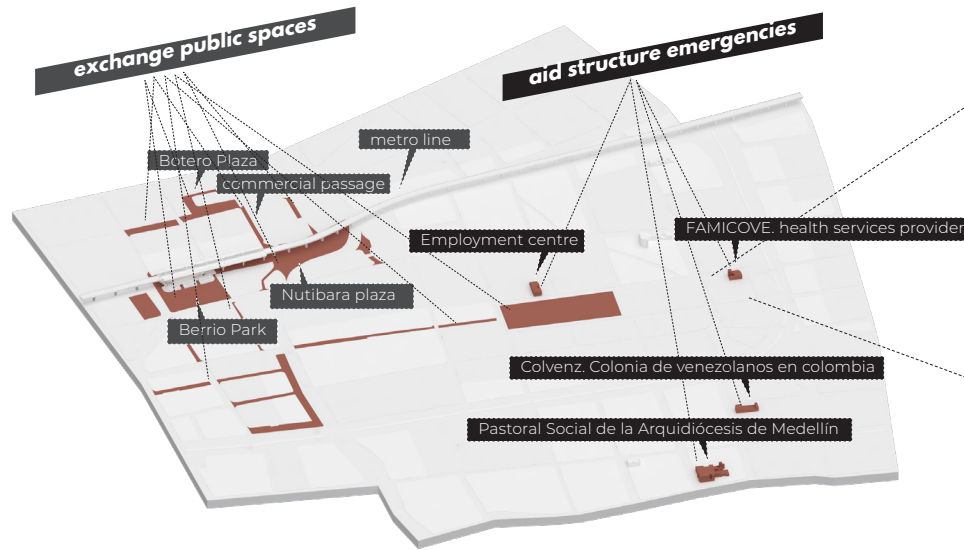 exchange public spaces
aid structure emergencies
metro line
Botero Plaza
commercial passage
FAMICOVE. health services provider
Employment centre
Nutibara plaza
Berrio Park
Colvenz. Colonia de venezolanos en colombia
Pastoral Social de la Arquidiócesis de Medellín